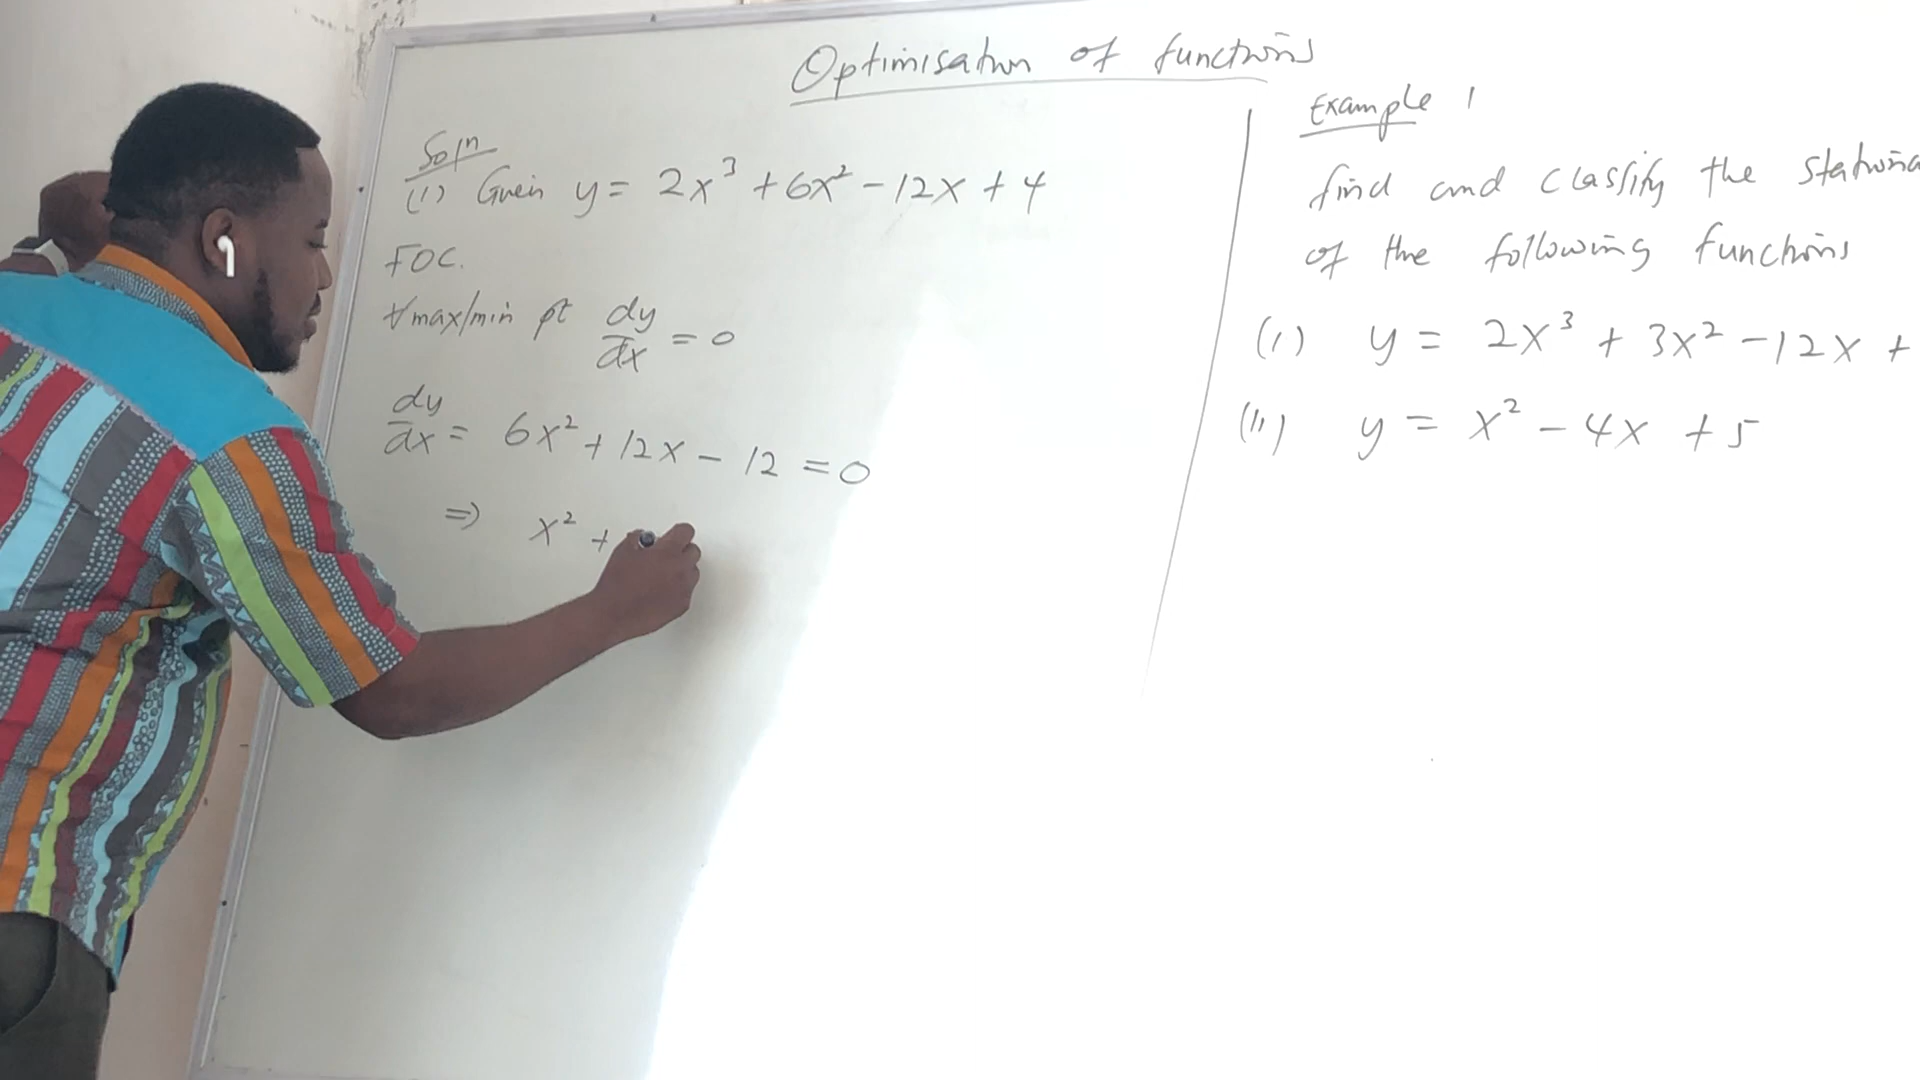 Optimisation of functions
Soln
(1) Given y = 2x³ + 6x² - 12x + 4
FOC.
∀ max/min pt dy/dx = 0
dy/dx = 6x² + 12x - 12 = 0
⇒ x² +
Example 1
find and classify the
of the following functions
(i) y = 2x³ + 3x² - 12x +
(ii) y = x² - 4x + 5